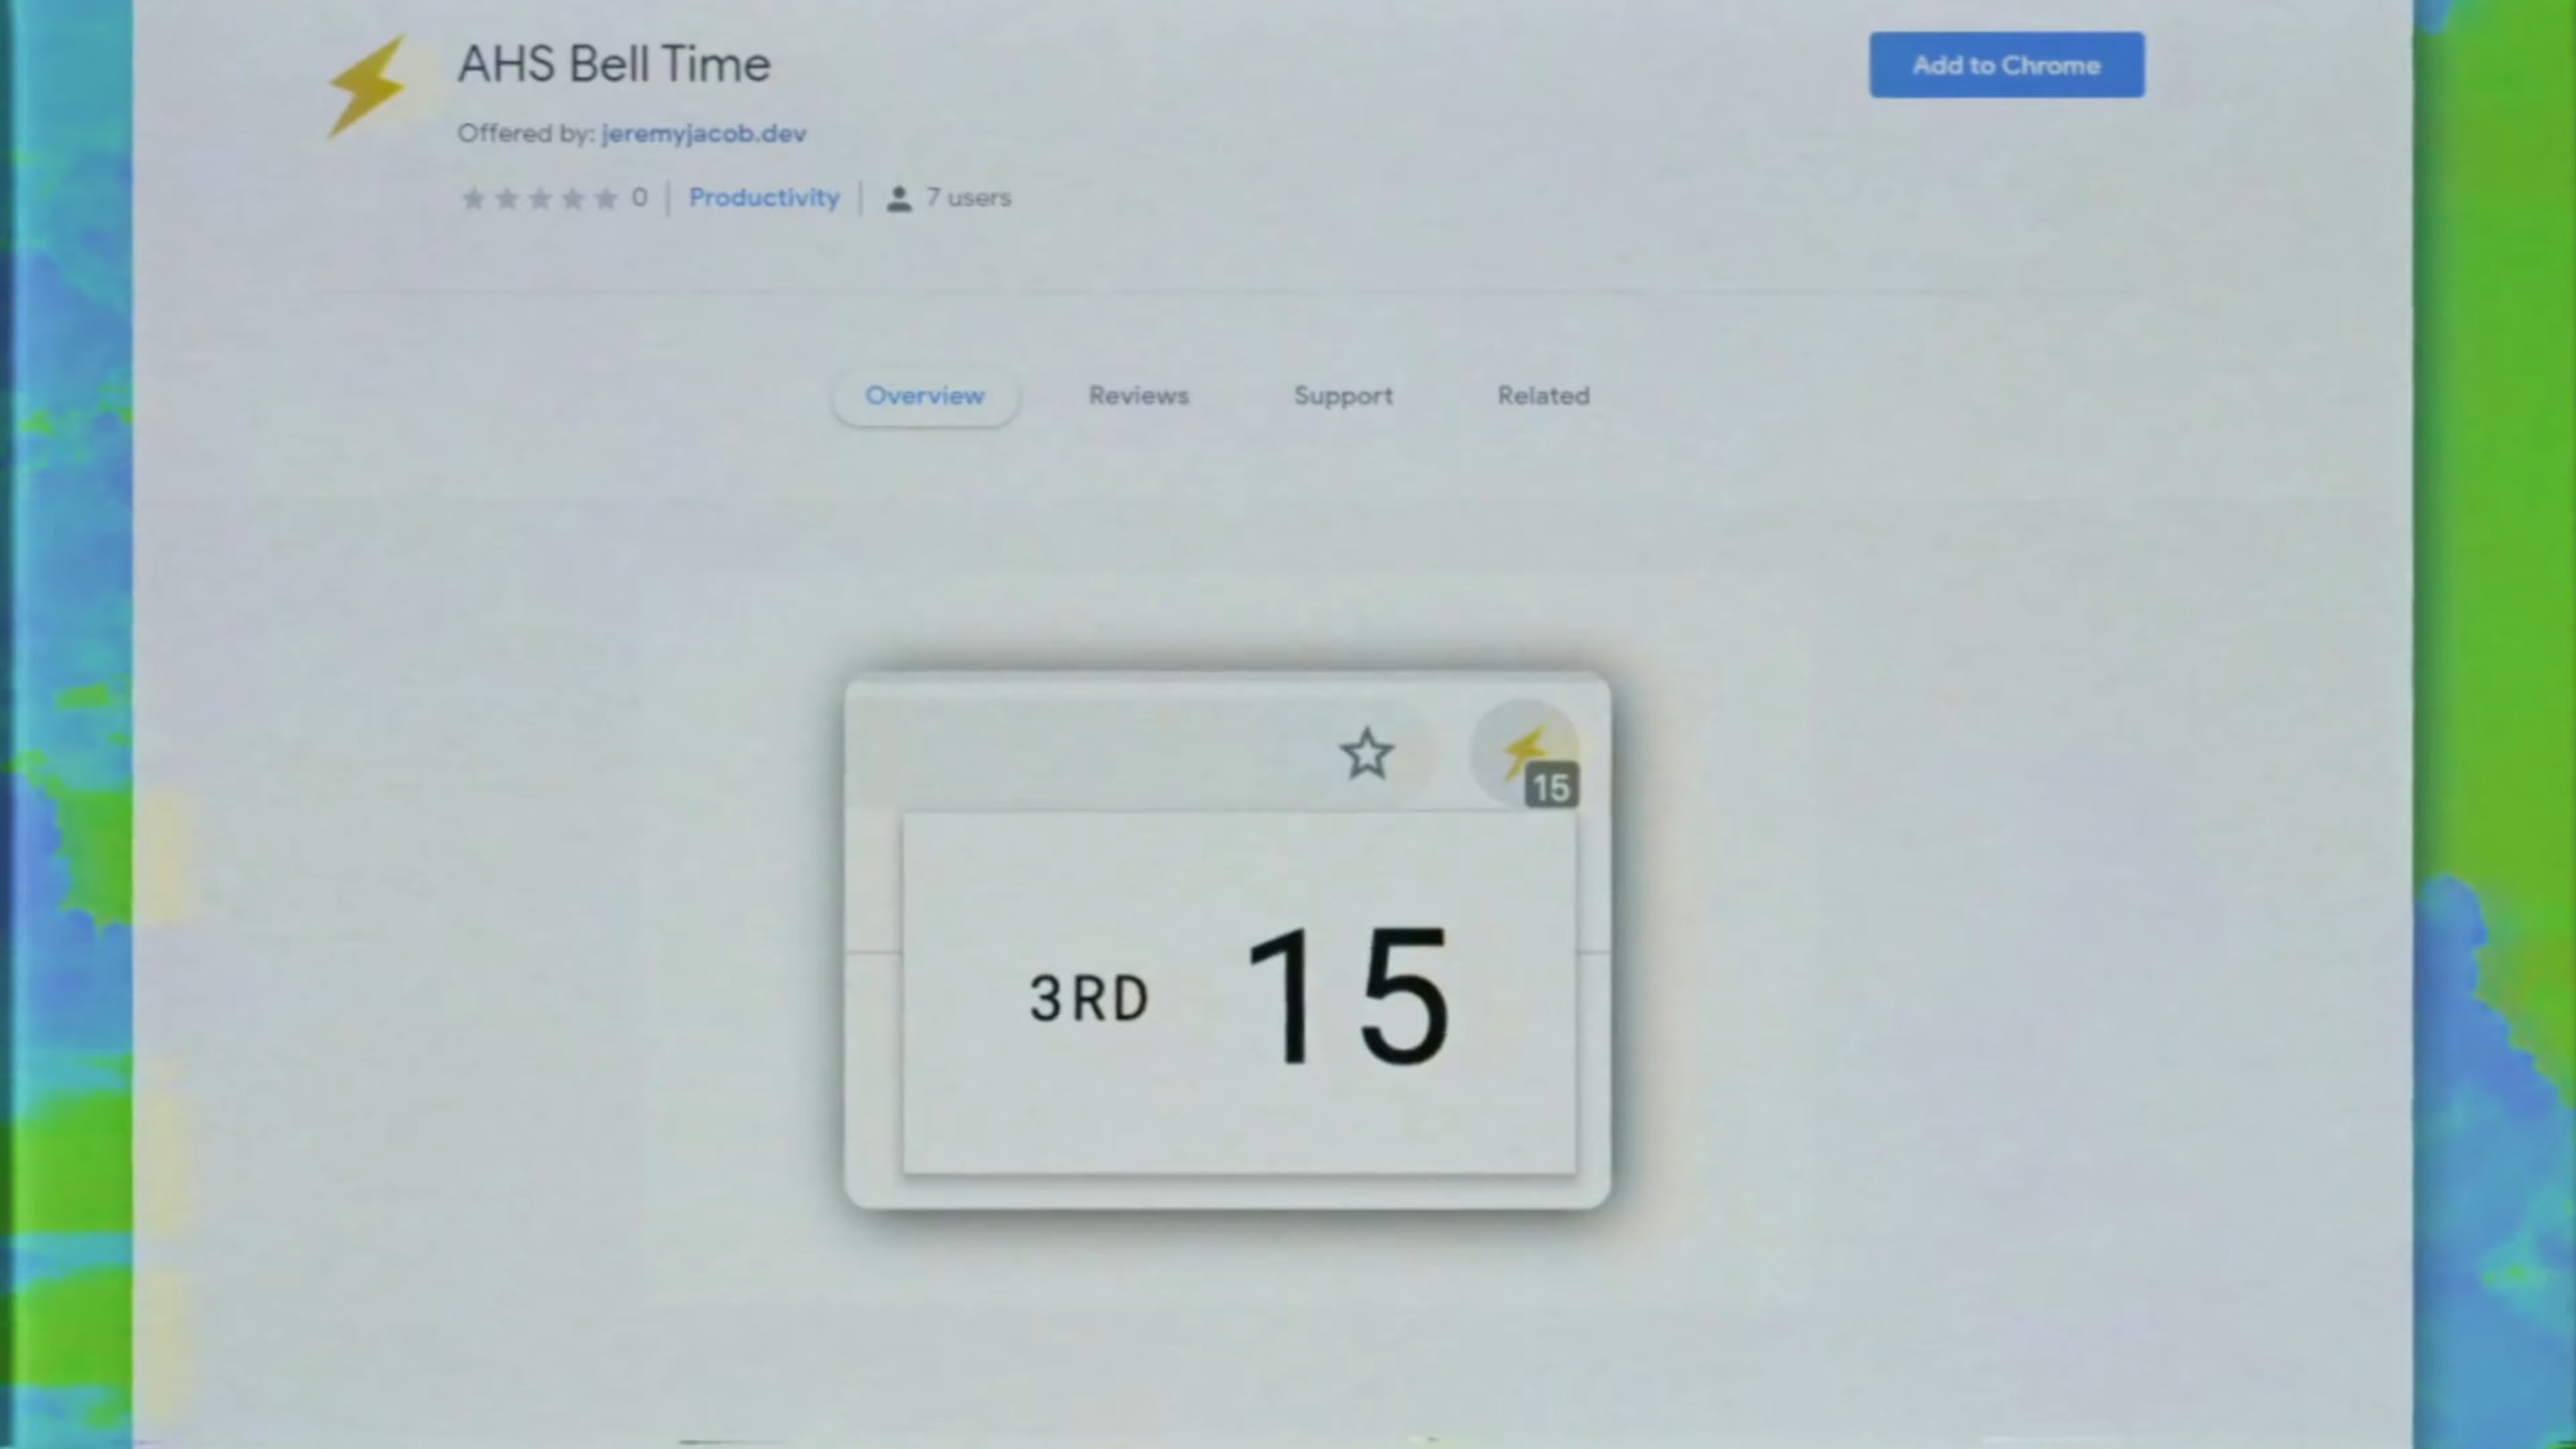 AHS Bell Time
Add to Chrome
Offered by: jeremyjacob.dev
0 | Productivity | 7 users
Overview Reviews Support Related
15
3RD 15